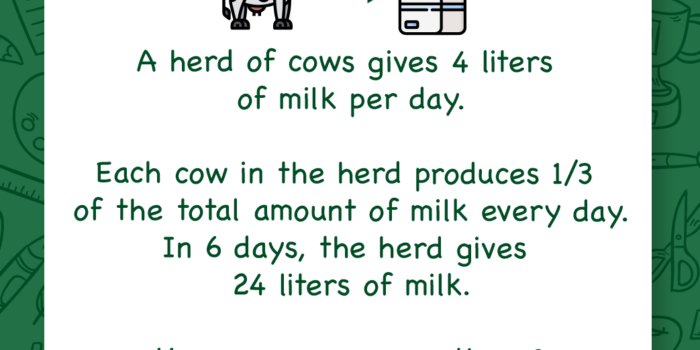 A herd of cows gives 4 liters
of milk per day.
Each cow in the herd produces 1/3
of the total amount of milk every day.
In 6 days, the herd gives
24 liters of milk.